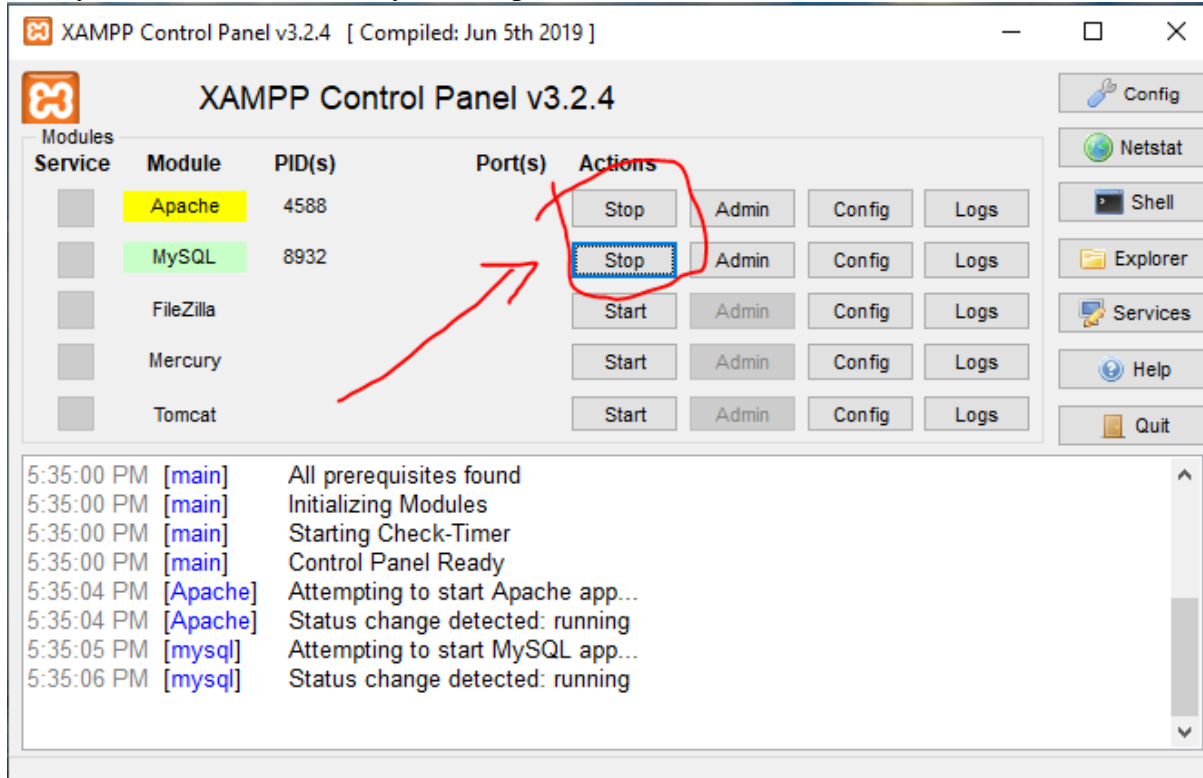 XAMPP Control Panel v3.2.4 [ Compiled: Jun 5th 2019 ]
XAMPP Control Panel v3.2.4
Config
Modules
Service Module PID(s) Port(s) Actions
Netstat
Apache 4588 Stop Admin Config Logs
Shell
MySQL 8932 Stop Admin Config Logs
Explorer
FileZilla Start Admin Config Logs
Services
Mercury Start Admin Config Logs
Help
Tomcat Start Admin Config Logs
Quit
5:35:00 PM [main] All prerequisites found
5:35:00 PM [main] Initializing Modules
5:35:00 PM [main] Starting Check-Timer
5:35:00 PM [main] Control Panel Ready
5:35:04 PM [Apache] Attempting to start Apache app...
5:35:04 PM [Apache] Status change detected: running
5:35:05 PM [mysql] Attempting to start MySQL app...
5:35:06 PM [mysql] Status change detected: running